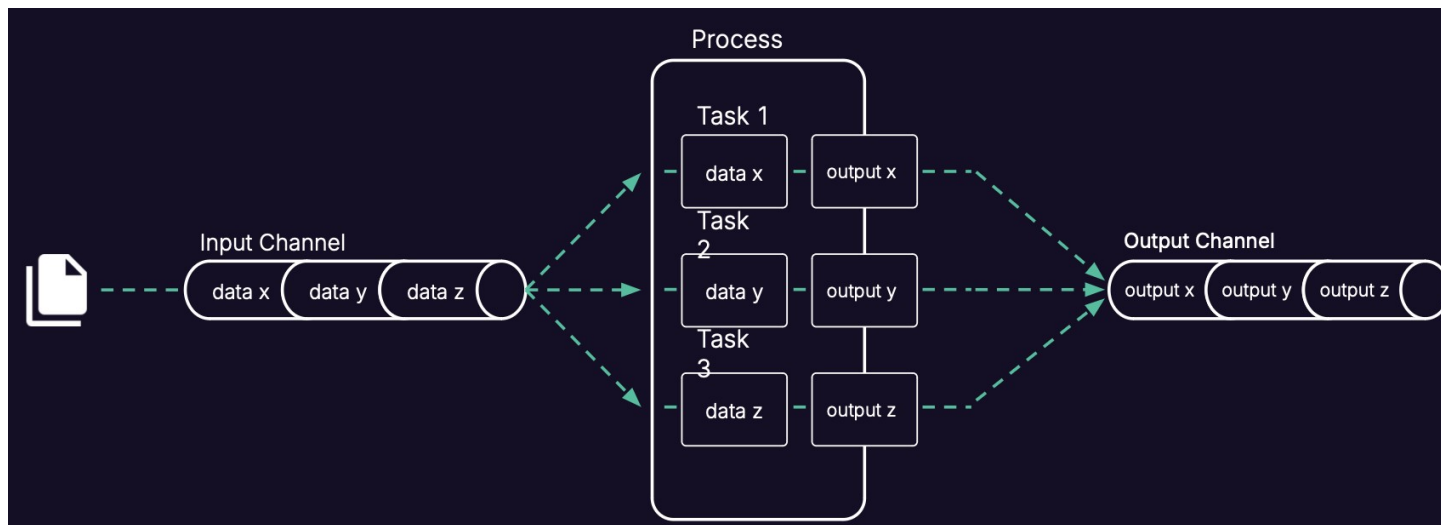 Process
Task 1
data x
output x
Task
2
data y
output y
Task
3
data z
output z
Input Channel
data x
data y
data z
Output Channel
output x
output y
output z